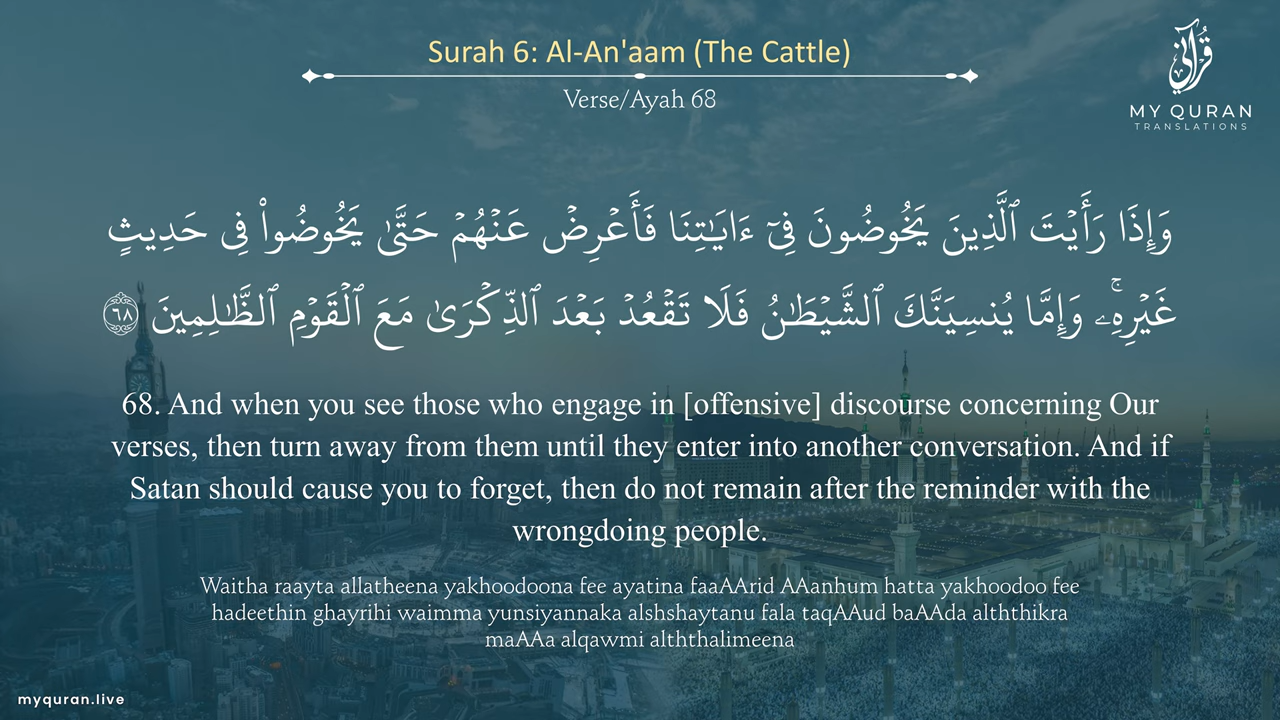 Surah 6: Al-An'aam (The Cattle)
Verse/Ayah 68
قرآني
MY QURAN
TRANSLATIONS
وَإِذَا رَأَيْتَ ٱلَّذِينَ يَخُوضُونَ فِىٓ ءَايَـٰتِنَا فَأَعْرِضْ عَنْهُمْ حَتَّىٰ يَخُوضُوا۟ فِى حَدِيثٍ
غَيْرِهِۦ ۚ وَإِمَّا يُنسِيَنَّكَ ٱلشَّيْطَـٰنُ فَلَا تَقْعُدْ بَعْدَ ٱلذِّكْرَىٰ مَعَ ٱلْقَوْمِ ٱلظَّـٰلِمِينَ ٦٨
68. And when you see those who engage in [offensive] discourse concerning Our
verses, then turn away from them until they enter into another conversation. And if
Satan should cause you to forget, then do not remain after the reminder with the
wrongdoing people.
Waitha raayta allatheena yakhoodoona fee ayatina faaAArid AAanhum hatta yakhoodoo fee
hadeethin ghayrihi waimma yunsiyannaka alshshaytanu fala taqAAud baAAda alththikra
maAAa alqawmi alththalimeena
myquran.live